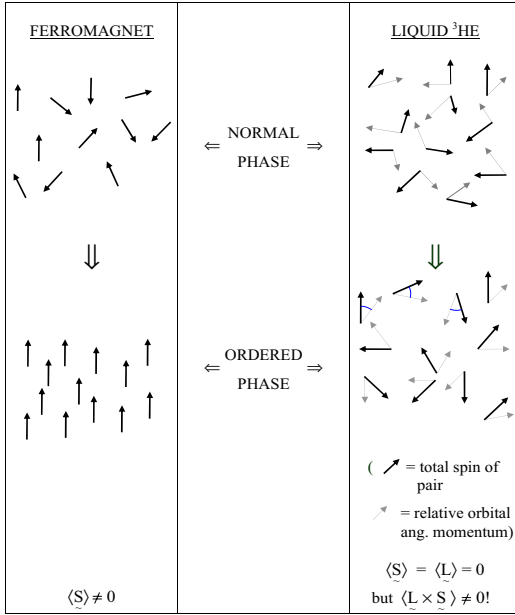 FERROMAGNET
LIQUID ³HE
⇐ NORMAL ⇒
PHASE
⇐ ORDERED ⇒
PHASE
( = total spin of
pair
= relative orbital
ang. momentum)
⟨S̰⟩ = ⟨L̰⟩ = 0
⟨S̰⟩ ≠ 0
but ⟨L̰ × S̰ ⟩ ≠ 0!